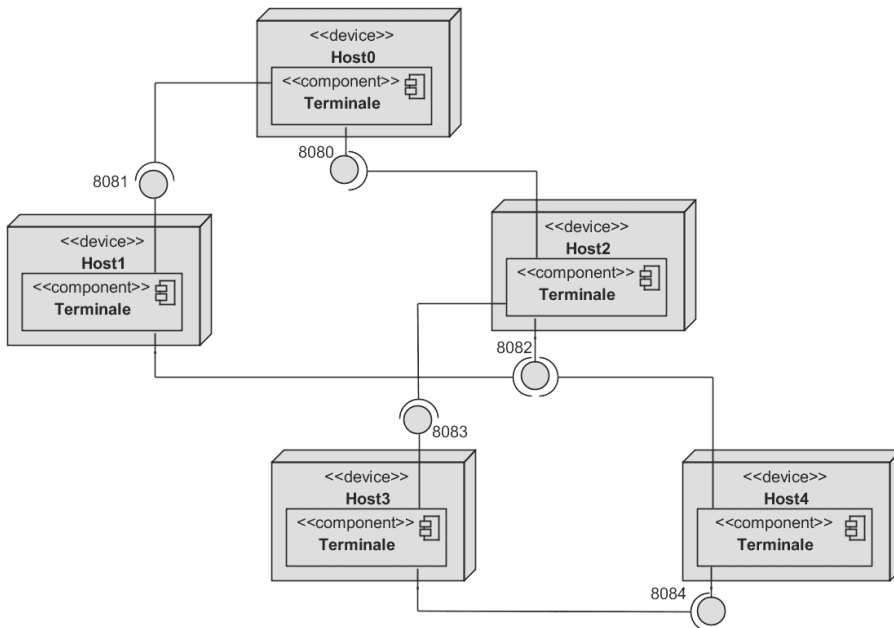 <<device>>
Host0
<<component>>
Terminale
8080
8081
<<device>>
Host1
<<component>>
Terminale
<<device>>
Host2
<<component>>
Terminale
8082
8083
<<device>>
Host3
<<component>>
Terminale
<<device>>
Host4
<<component>>
Terminale
8084